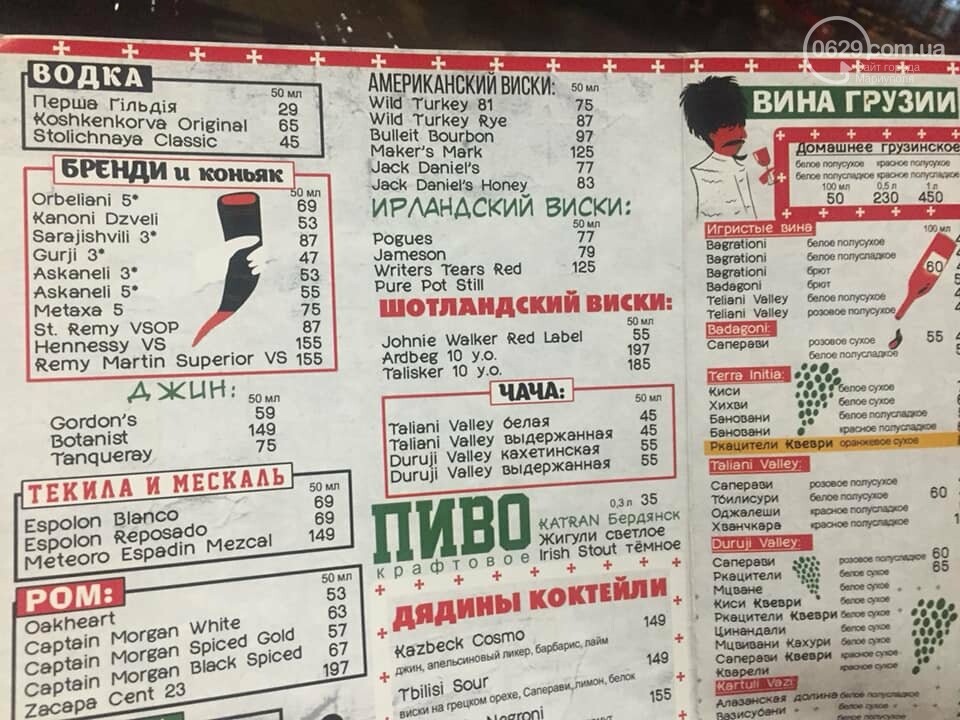 0629.com.ua
Сайт города
ВОДКА
50 мл
Перша Гільдія 29
Koshkenkorva Original 65
Stolichnaya Classic 45
БРЕНДИ и КОНЬЯК
50 мл
Orbeliani 5* 69
Kanoni Dzveli 53
Sarajishvili 3* 87
Gurji 3* 47
Askaneli 3* 53
Askaneli 5* 55
Metaxa 5 75
St. Remy VSOP 87
Hennessy VS 155
Remy Martin Superior VS 155
ДЖИН:
50 мл
Gordon's 59
Botanist 149
Tanqueray 75
ТЕКИЛА И МЕСКАЛЬ
50 мл
Espolon Blanco 69
Espolon Reposado 69
Meteoro Espadin Mezcal 149
РОМ:
50 мл
Oakheart 53
Captain Morgan White 63
Captain Morgan Spiced Gold 57
Captain Morgan Black Spiced 67
Zacapa Cent 23 197
АМЕРИКАНСКИЙ ВИСКИ:
50 мл
Wild Turkey 81 75
Wild Turkey Rye 87
Bulleit Bourbon 97
Maker's Mark 125
Jack Daniel's 77
Jack Daniel's Honey 83
ИРЛАНДСКИЙ ВИСКИ:
50 мл
Pogues 77
Jameson 79
Writers Tears Red 125
Pure Pot Still
ШОТЛАНДСКИЙ ВИСКИ:
50 мл
Johnie Walker Red Label 55
Ardbeg 10 y.o. 197
Talisker 10 y.o. 185
ЧАЧА:
50 мл
Taliani Valley белая 45
Taliani Valley выдержанная 45
Duruji Valley кахетинская 55
Duruji Valley выдержанная 55
ПИВО
крафтовое
0,3 л 35
KATRAN Бердянск
Жигули светлое
Irish Stout тёмное
ДЯДИНЫ КОКТЕЙЛИ
Kazbeck Cosmo 149
джин, апельсиновый ликер, барбарис, лайм
Tbilisi Sour 149
виски на грецком орехе, Саперави, лимон, белок
Negroni 155
ВИНА ГРУЗИИ
Домашнее грузинское
белое полусухое красное полусухое
белое полусладкое красное полусладкое
100 мл 0,5 л 1 л
50 230 450
Игристые вина
100 мл
Bagrationi белое полусухое
Bagrationi белое полусладкое
Bagrationi брют 60
Badagoni брют
Teliani Valley белое полусухое
Teliani Valley розовое полусухое
Badagoni:
Саперави розовое сухое 55
белое полусладкое
Terra Initia:
Киси белое сухое
Хихви белое сухое
Бановани белое полусладкое
Бановани красное полусладкое
Ркацители Квеври оранжевое сухое
Taliani Valley:
Саперави розовое полусухое
Тбилисури белое полусухое 60
Оджалеши красное полусладкое
Хванчкара красное полусладкое
Duruji Valley:
Саперави розовое полусладкое 60
Ркацители белое сухое 65
Мцване белое сухое
Киси Квеври белое сухое
Ркацители Квеври белое сухое
Цинандали белое сухое
Мцвивани Кахури белое сухое
Саперави Квеври красное сухое
Кварели красное сухое
Kartuli Vazi:
Алазанская долина белое полусладкое
Вазисубани белое сухое